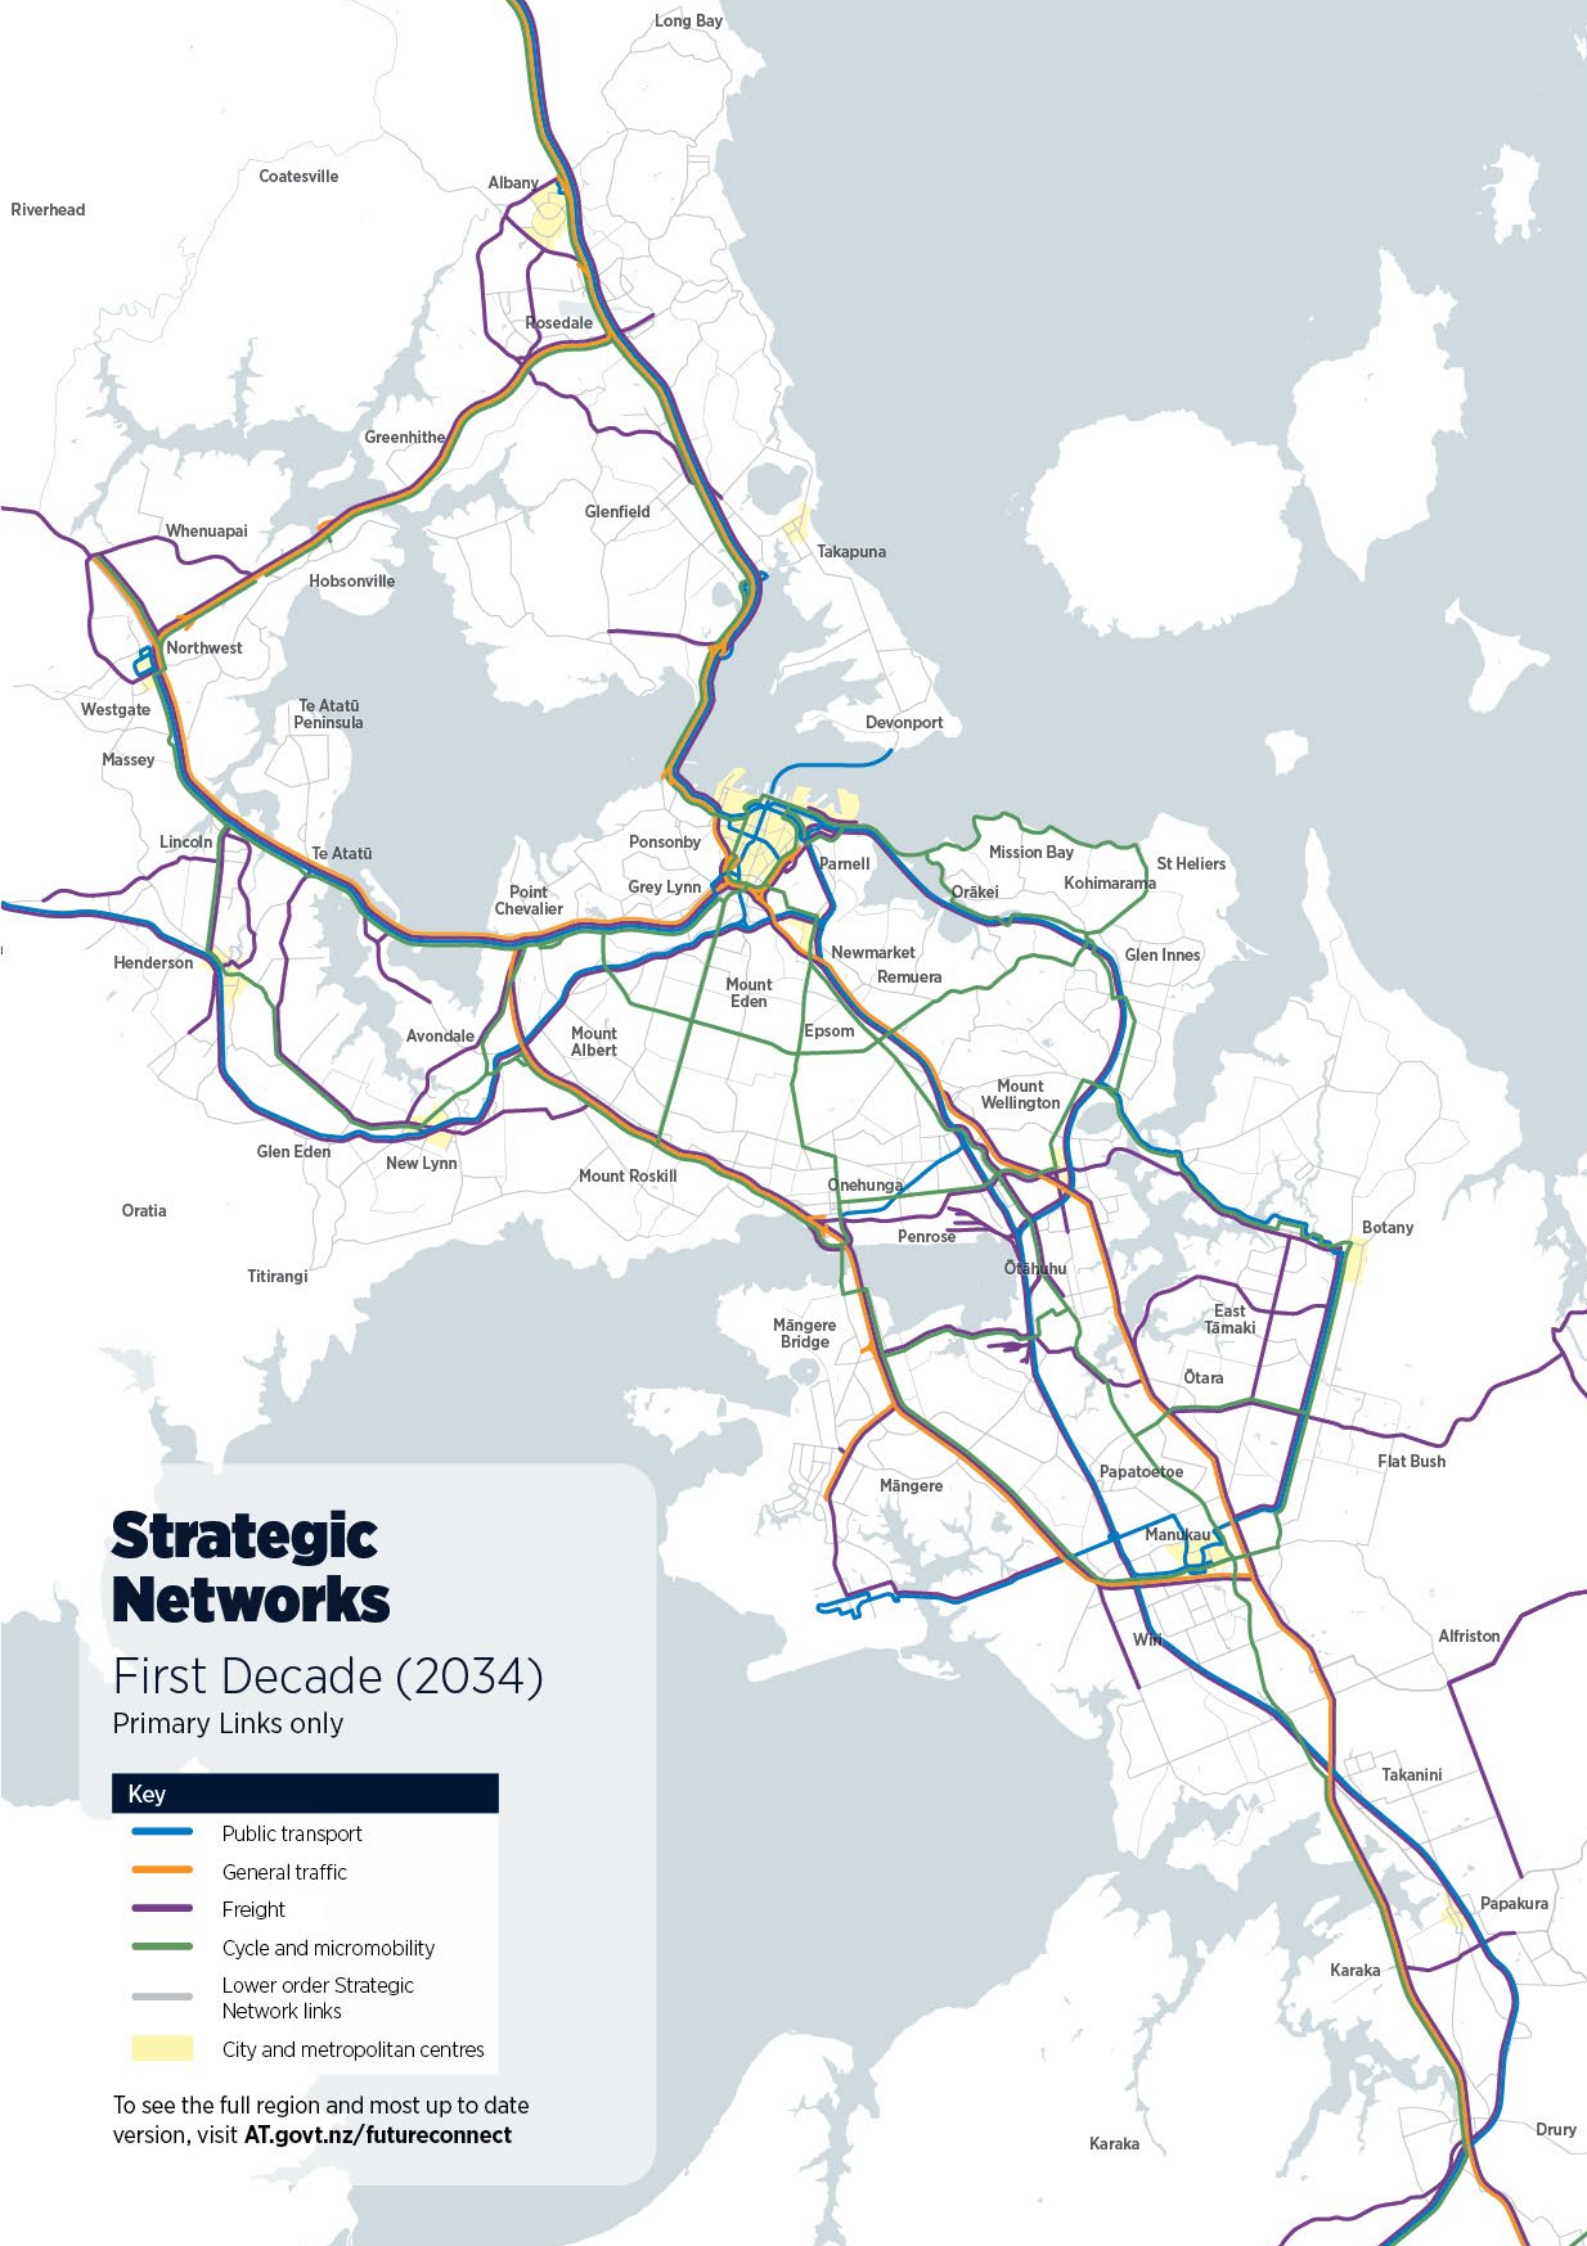 Long Bay
Coatesville
Albany
Riverhead
Rosedale
Greenhithe
Glenfield
Whenuapai
Takapuna
Hobsonville
Northwest
Westgate
Te Atatū
Peninsula
Devonport
Massey
Lincoln
Te Atatū
Ponsonby
Parnell
Mission Bay
St Heliers
Kohimarama
Grey Lynn
Orākei
Point
Chevalier
Henderson
Newmarket
Glen Innes
Remuera
Mount
Eden
Avondale
Mount
Albert
Epsom
Mount
Wellington
Glen Eden
New Lynn
Mount Roskill
Onehunga
Oratia
Penrose
Botany
Titirangi
Ōtāhuhu
Māngere
Bridge
East
Tāmaki
Ōtara
Flat Bush
Papatoetoe
Māngere
Manukau
Wiri
Alfriston
Takanini
Papakura
Karaka
Drury
Karaka
Strategic
Networks
First Decade (2034)
Primary Links only
Key
Public transport
General traffic
Freight
Cycle and micromobility
Lower order Strategic
Network links
City and metropolitan centres
To see the full region and most up to date
version, visit AT.govt.nz/futureconnect